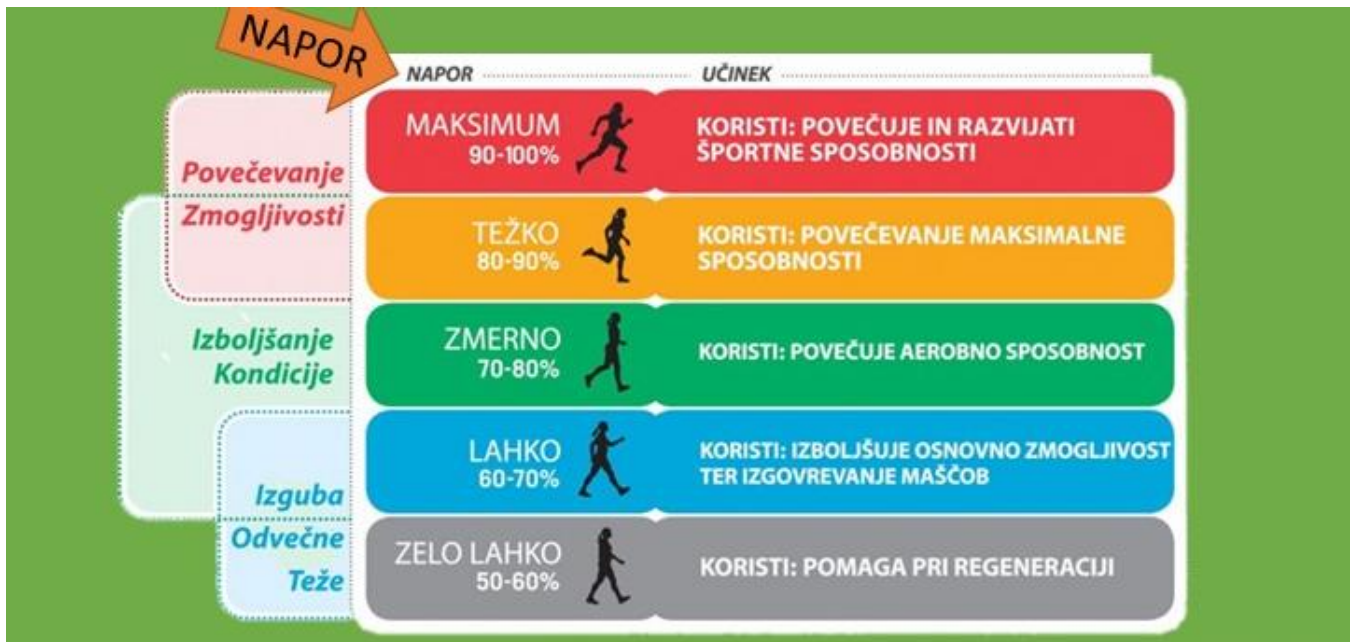 NAPOR
NAPOR
UČINEK
Povečevanje
Zmogljivosti
MAKSIMUM
90-100%
KORISTI: POVEČUJE IN RAZVIJATI
ŠPORTNE SPOSOBNOSTI
TEŽKO
80-90%
KORISTI: POVEČEVANJE MAKSIMALNE
SPOSOBNOSTI
Izboljšanje
Kondicije
ZMERNO
70-80%
KORISTI: POVEČUJE AEROBNO SPOSOBNOST
Izguba
Odvečne
Teže
LAHKO
60-70%
KORISTI: IZBOLJŠUJE OSNOVNO ZMOGLJIVOST
TER IZGOVREVANJE MAŠČOB
ZELO LAHKO
50-60%
KORISTI: POMAGA PRI REGENERACIJI